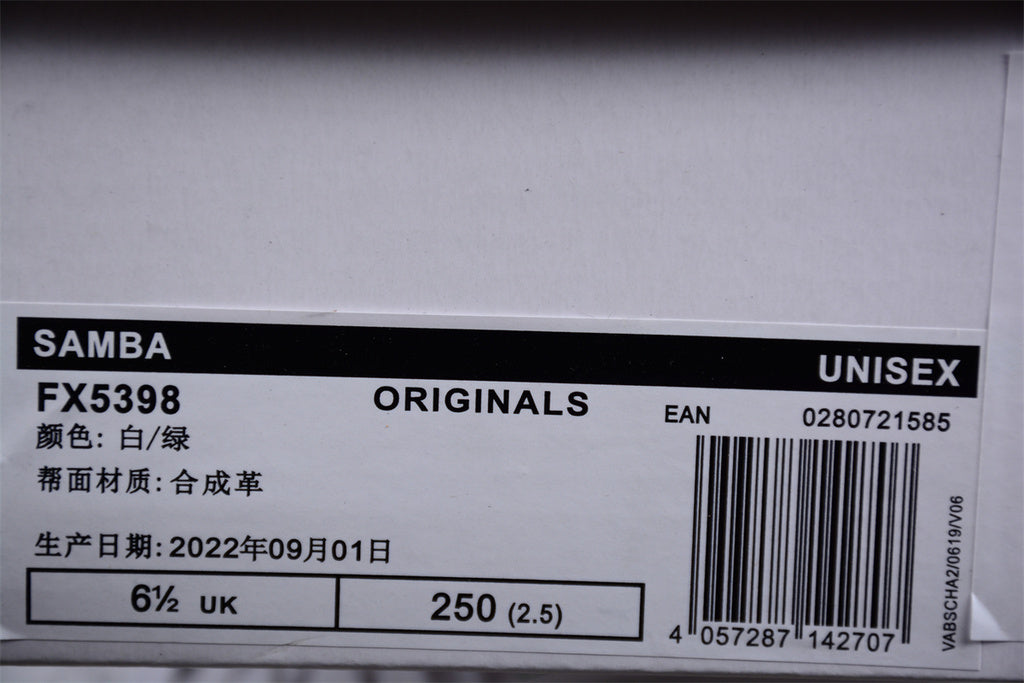 SAMBA
UNISEX
FX5398
ORIGINALS
EAN
0280721585
颜色: 白/绿
帮面材质: 合成革
生产日期: 2022年09月01日
6½ UK
250 (2.5)
4 057287 142707
VABSCHA2/0619/V06